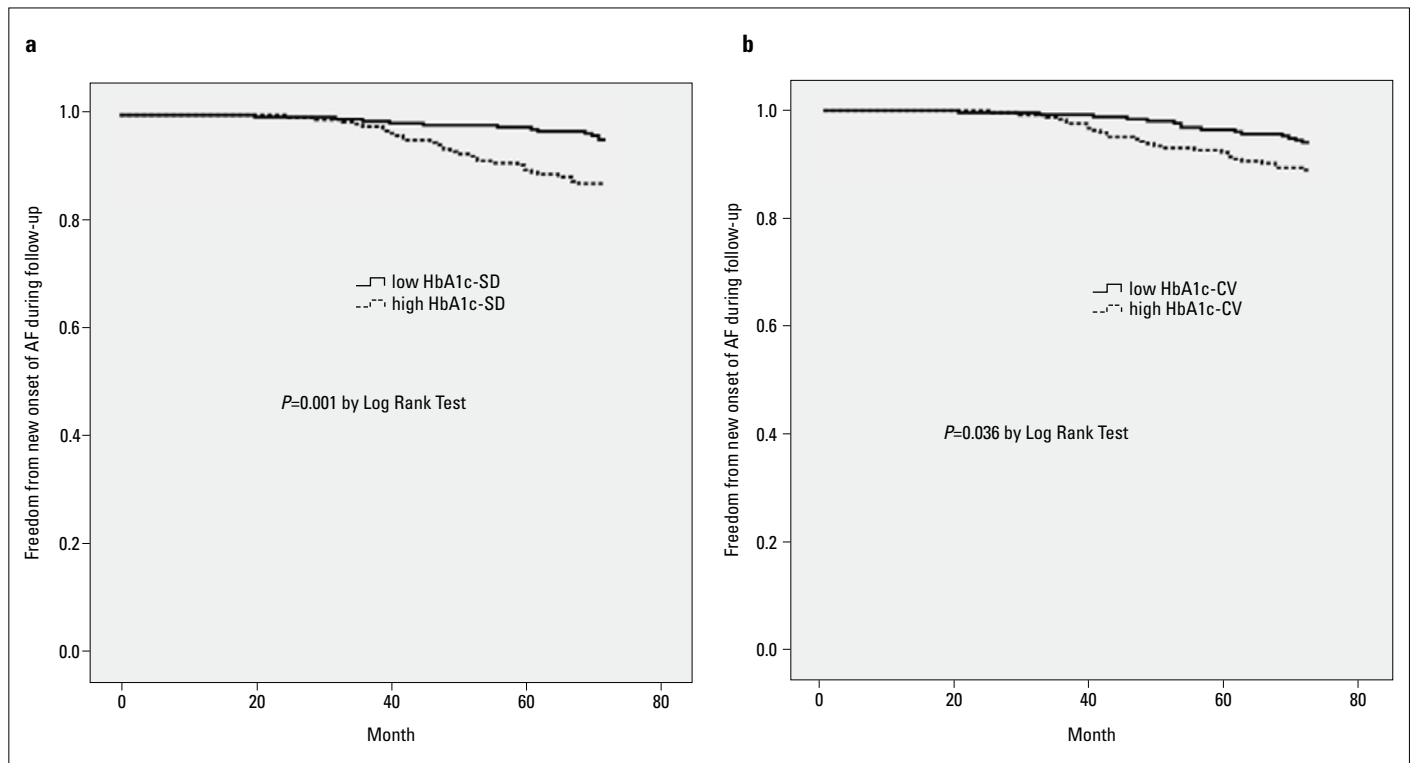 a
Freedom from new onset of AF during follow-up
1.0
0.8
0.6
0.4
0.2
0.0
low HbA1c-SD
high HbA1c-SD
P=0.001 by Log Rank Test
0 20 40 60 80
Month
b
Freedom from new onset of AF during follow-up
1.0
0.8
0.6
0.4
0.2
0.0
low HbA1c-CV
high HbA1c-CV
P=0.036 by Log Rank Test
0 20 40 60 80
Month